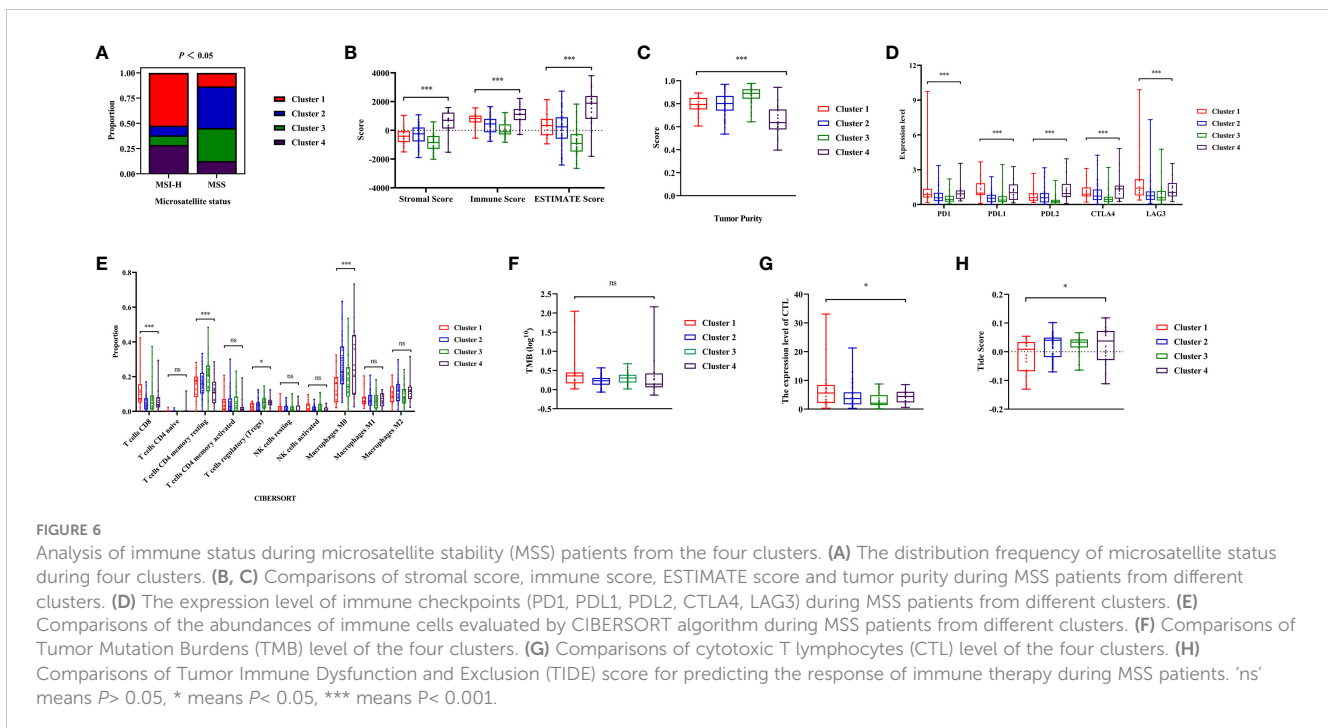 A
P < 0.05
1.00
0.75
0.50
0.25
0.00
Proportion
MSI-H
MSS
Microsatellite status
Cluster 1
Cluster 2
Cluster 3
Cluster 4
B
4000
2000
0
-2000
-4000
Score
***
***
***
Stromal Score
Immune Score
ESTIMATE Score
C
1.0
0.8
0.6
0.4
0.2
Score
***
Tumor Purity
Cluster 1
Cluster 2
Cluster 3
Cluster 4
D
12
9
6
3
0
Expression level
***
***
***
***
***
PD1
PDL1
PDL2
CTLA4
LAG3
Cluster 1
Cluster 2
Cluster 3
Cluster 4
E
0.8
0.6
0.4
0.2
0.0
Proportion
***
ns
***
ns
*
ns
ns
***
ns
ns
T cells CD8
T cells CD4 naive
T cells CD4 memory resting
T cells CD4 memory activated
T cells regulatory (Tregs)
NK cells resting
NK cells activated
Macrophages M0
Macrophages M1
Macrophages M2
CIBERSORT
Cluster 1
Cluster 2
Cluster 3
Cluster 4
F
2.5
2.0
1.5
1.0
0.5
0.0
-0.5
TMB (log¹⁰)
ns
Cluster 1
Cluster 2
Cluster 3
Cluster 4
G
40
30
20
10
0
The expression level of CTL
*
Cluster 1
Cluster 2
Cluster 3
Cluster 4
H
0.2
0.1
0.0
-0.1
-0.2
Tide Score
*
Cluster 1
Cluster 2
Cluster 3
Cluster 4
FIGURE 6
Analysis of immune status during microsatellite stability (MSS) patients from the four clusters. (A) The distribution frequency of microsatellite status
during four clusters. (B, C) Comparisons of stromal score, immune score, ESTIMATE score and tumor purity during MSS patients from different
clusters. (D) The expression level of immune checkpoints (PD1, PDL1, PDL2, CTLA4, LAG3) during MSS patients from different clusters. (E)
Comparisons of the abundances of immune cells evaluated by CIBERSORT algorithm during MSS patients from different clusters. (F) Comparisons of
Tumor Mutation Burdens (TMB) level of the four clusters. (G) Comparisons of cytotoxic T lymphocytes (CTL) level of the four clusters. (H)
Comparisons of Tumor Immune Dysfunction and Exclusion (TIDE) score for predicting the response of immune therapy during MSS patients. 'ns'
means P> 0.05, * means P< 0.05, *** means P< 0.001.